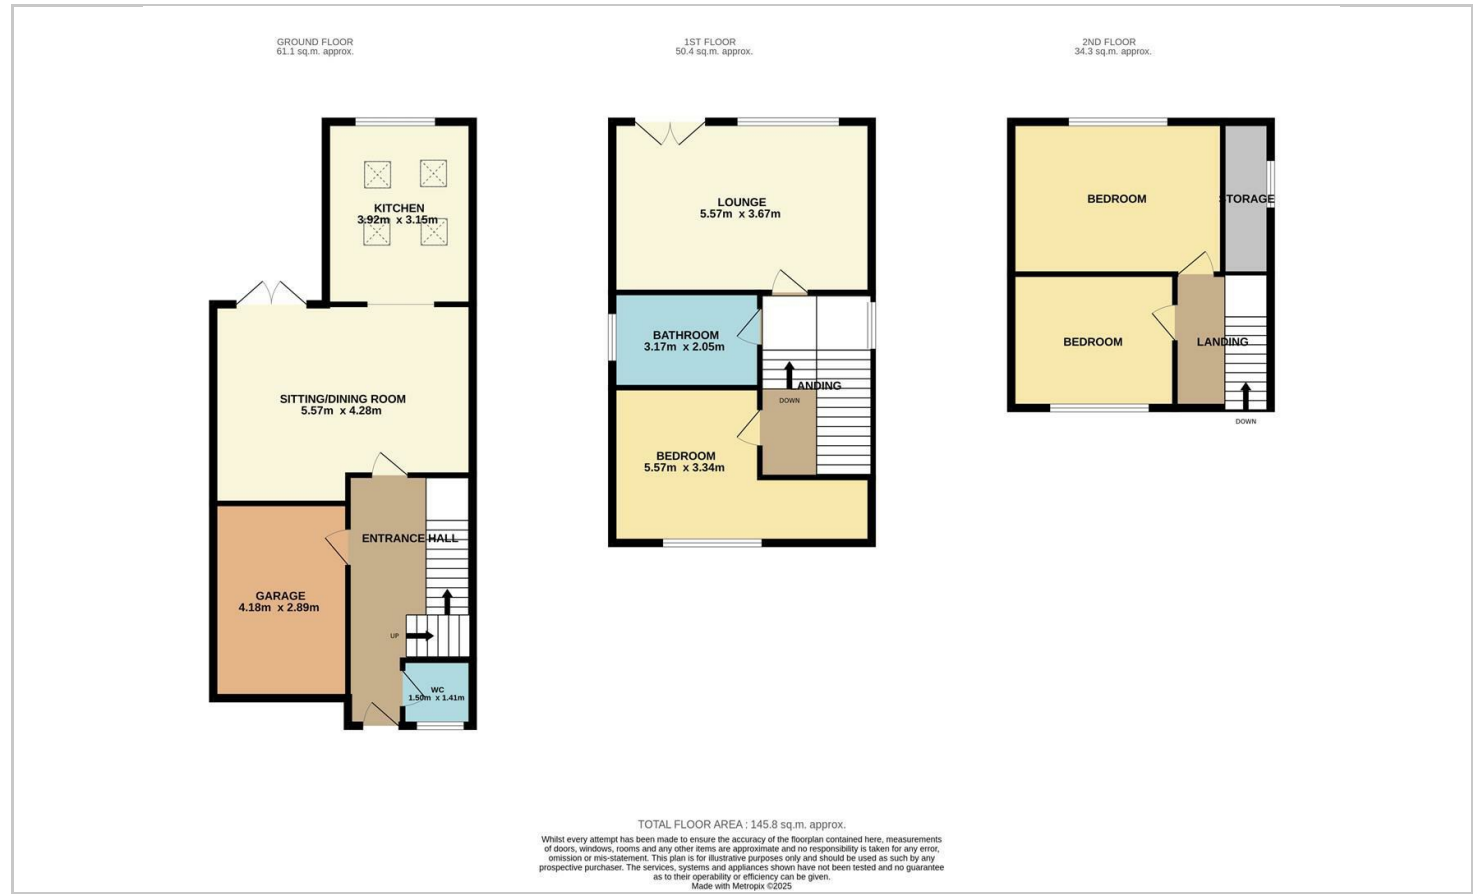 GROUND FLOOR
61.1 sq.m. approx.
KITCHEN
3.92m x 3.15m
SITTING/DINING ROOM
5.57m x 4.28m
ENTRANCE HALL
GARAGE
4.18m x 2.89m
UP
WC
1.50m x 1.41m
1ST FLOOR
50.4 sq.m. approx.
LOUNGE
5.57m x 3.67m
BATHROOM
3.17m x 2.05m
ANDING
DOWN
BEDROOM
5.57m x 3.34m
2ND FLOOR
34.3 sq.m. approx.
BEDROOM
STORAGE
BEDROOM
LANDING
DOWN
TOTAL FLOOR AREA : 145.8 sq.m. approx.
Whilst every attempt has been made to ensure the accuracy of the floorplan contained here, measurements
of doors, windows, rooms and any other items are approximate and no responsibility is taken for any error,
omission or mis-statement. This plan is for illustrative purposes only and should be used as such by any
prospective purchaser. The services, systems and appliances shown have not been tested and no guarantee
as to their operability or efficiency can be given.
Made with Metropix ©2025